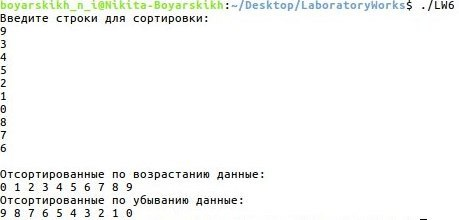 boyarskikh_n_i@Nikita-Boyarskikh:~/Desktop/LaboratoryWorks$ ./LW6
Введите строки для сортировки:
9
3
4
5
2
1
0
8
7
6
Отсортированные по возрастанию данные:
0 1 2 3 4 5 6 7 8 9
Отсортированные по убыванию данные:
9 8 7 6 5 4 3 2 1 0